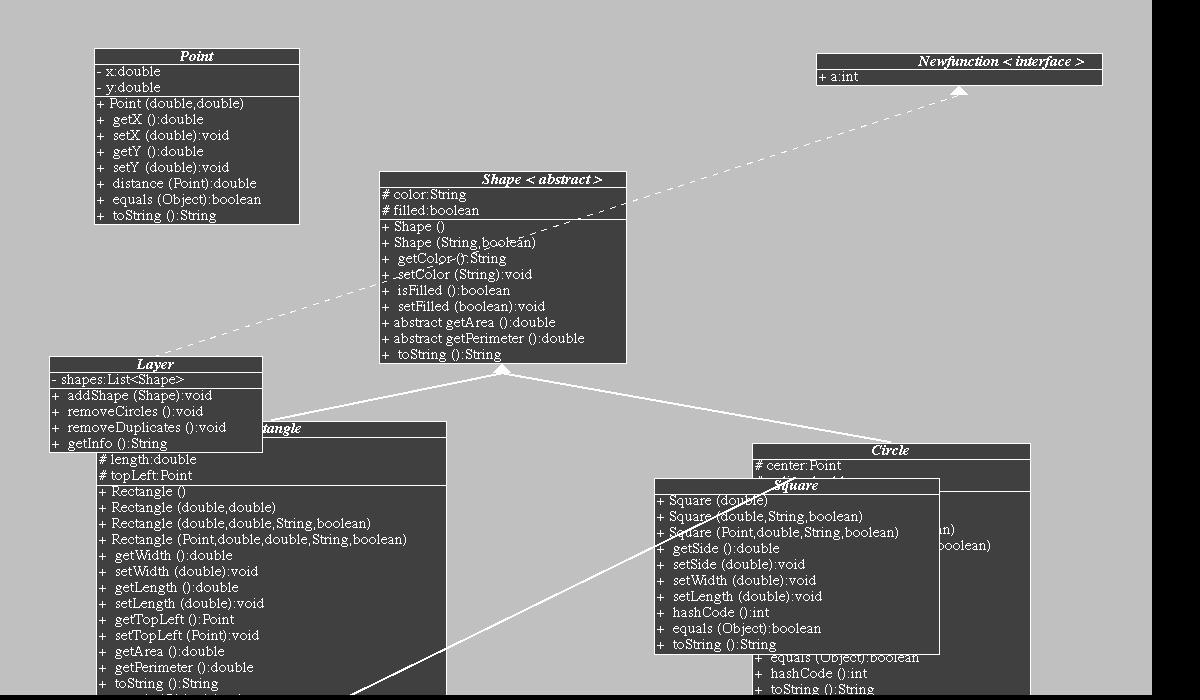 Point
- x:double
- y:double
+ Point (double,double)
+ getX ():double
+ setX (double):void
+ getY ():double
+ setY (double):void
+ distance (Point):double
+ equals (Object):boolean
+ toString ():String
Newfunction < interface >
+ a:int
Shape < abstract >
# color:String
# filled:boolean
+ Shape ()
+ Shape (String,boolean)
+ getColor ():String
+ setColor (String):void
+ isFilled ():boolean
+ setFilled (boolean):void
+ abstract getArea ():double
+ abstract getPerimeter ():double
+ toString ():String
Layer
- shapes:List<Shape>
+ addShape (Shape):void
+ removeCircles ():void
+ removeDuplicates ():void
+ getInfo ():String
tangle
# length:double
# topLeft:Point
+ Rectangle ()
+ Rectangle (double,double)
+ Rectangle (double,double,String,boolean)
+ Rectangle (Point,double,double,String,boolean)
+ getWidth ():double
+ setWidth (double):void
+ getLength ():double
+ setLength (double):void
+ getTopLeft ():Point
+ setTopLeft (Point):void
+ getArea ():double
+ getPerimeter ():double
+ toString ():String
Circle
# center:Point
an)
boolean)
+ equals (Object):boolean
+ hashCode ():int
+ toString ():String
Square
+ Square (double)
+ Square (double,String,boolean)
+ Square (Point,double,String,boolean)
+ getSide ():double
+ setSide (double):void
+ setWidth (double):void
+ setLength (double):void
+ hashCode ():int
+ equals (Object):boolean
+ toString ():String